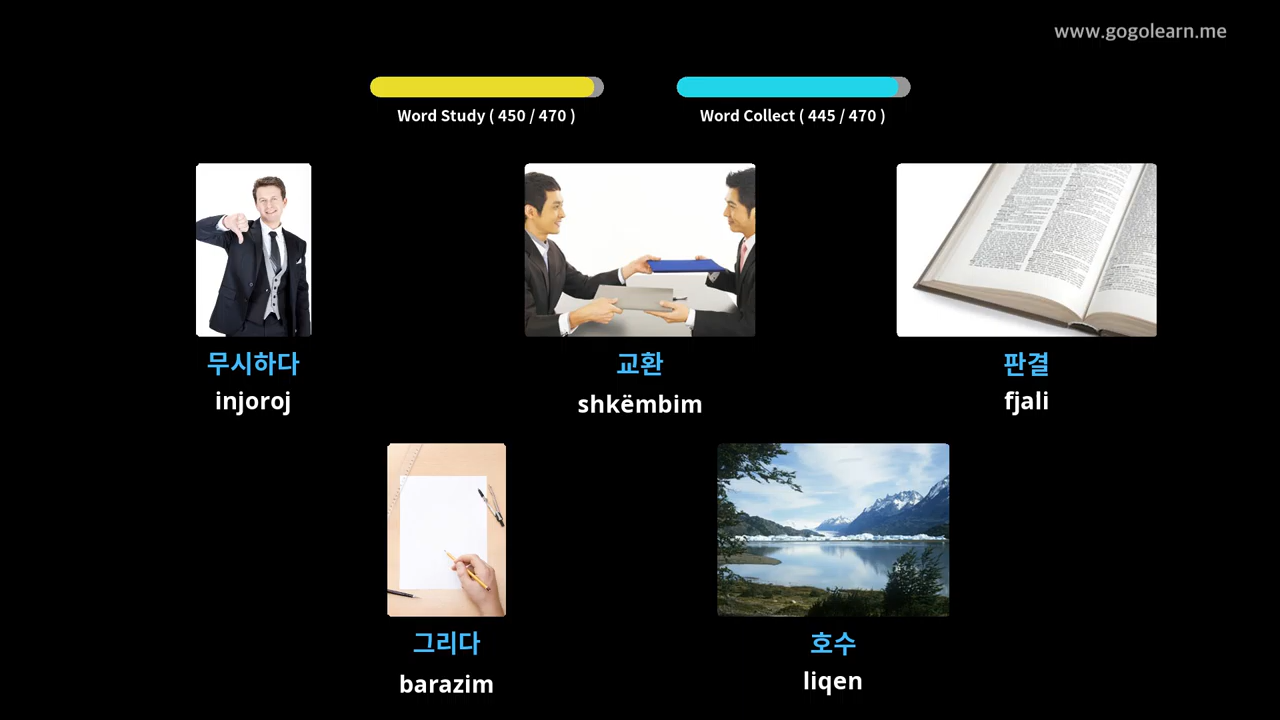 www.gogolearn.me
Word Study ( 450 / 470 )
Word Collect ( 445 / 470 )
무시하다
injoroj
교환
shkëmbim
판결
fjali
그리다
barazim
호수
liqen